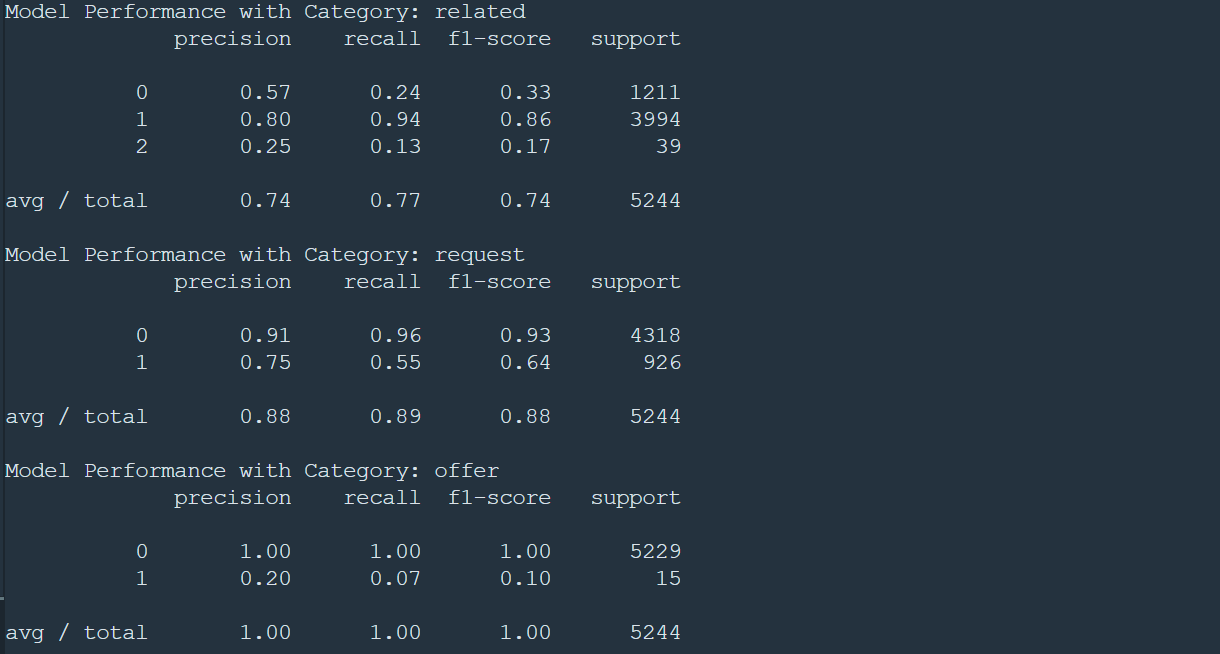 Model Performance with Category: related
precision recall f1-score support
0 0.57 0.24 0.33 1211
1 0.80 0.94 0.86 3994
2 0.25 0.13 0.17 39
avg / total 0.74 0.77 0.74 5244
Model Performance with Category: request
precision recall f1-score support
0 0.91 0.96 0.93 4318
1 0.75 0.55 0.64 926
avg / total 0.88 0.89 0.88 5244
Model Performance with Category: offer
precision recall f1-score support
0 1.00 1.00 1.00 5229
1 0.20 0.07 0.10 15
avg / total 1.00 1.00 1.00 5244